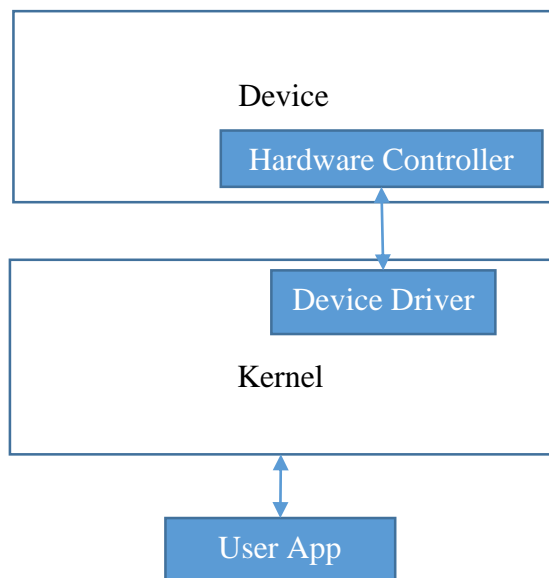 Device
Hardware Controller
Device Driver
Kernel
User App